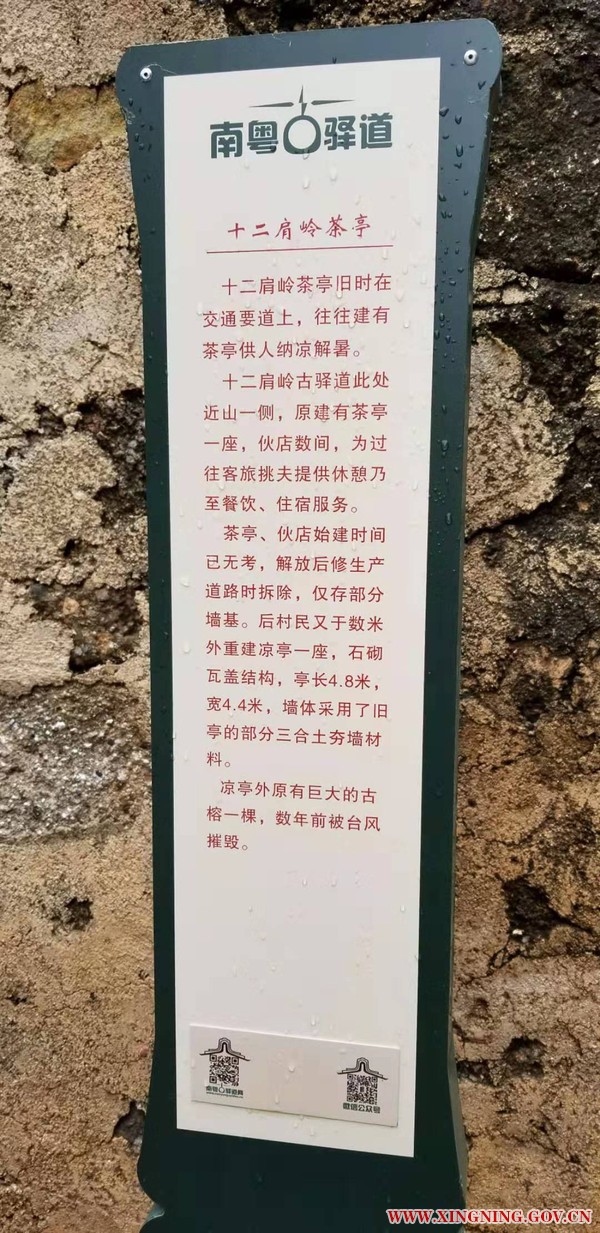 南粤古驿道
十二肩岭茶亭
十二肩岭茶亭旧时在
交通要道上，往往建有
茶亭供人纳凉解暑。
十二肩岭古驿道此处
近山一侧，原建有茶亭
一座，伙店数间，为过
往客旅挑夫提供休憩乃
至餐饮、住宿服务。
茶亭、伙店始建时间
已无考，解放后修生产
道路时拆除，仅存部分
墙基。后村民又于数米
外重建凉亭一座，石砌
瓦盖结构，亭长4.8米，
宽4.4米，墙体采用了旧
亭的部分三合土夯墙材
料。
凉亭外原有巨大的古
榕一棵，数年前被台风
摧毁。
南粤古驿道网
微信公众号
WWW.XINGNING.GOV.CN